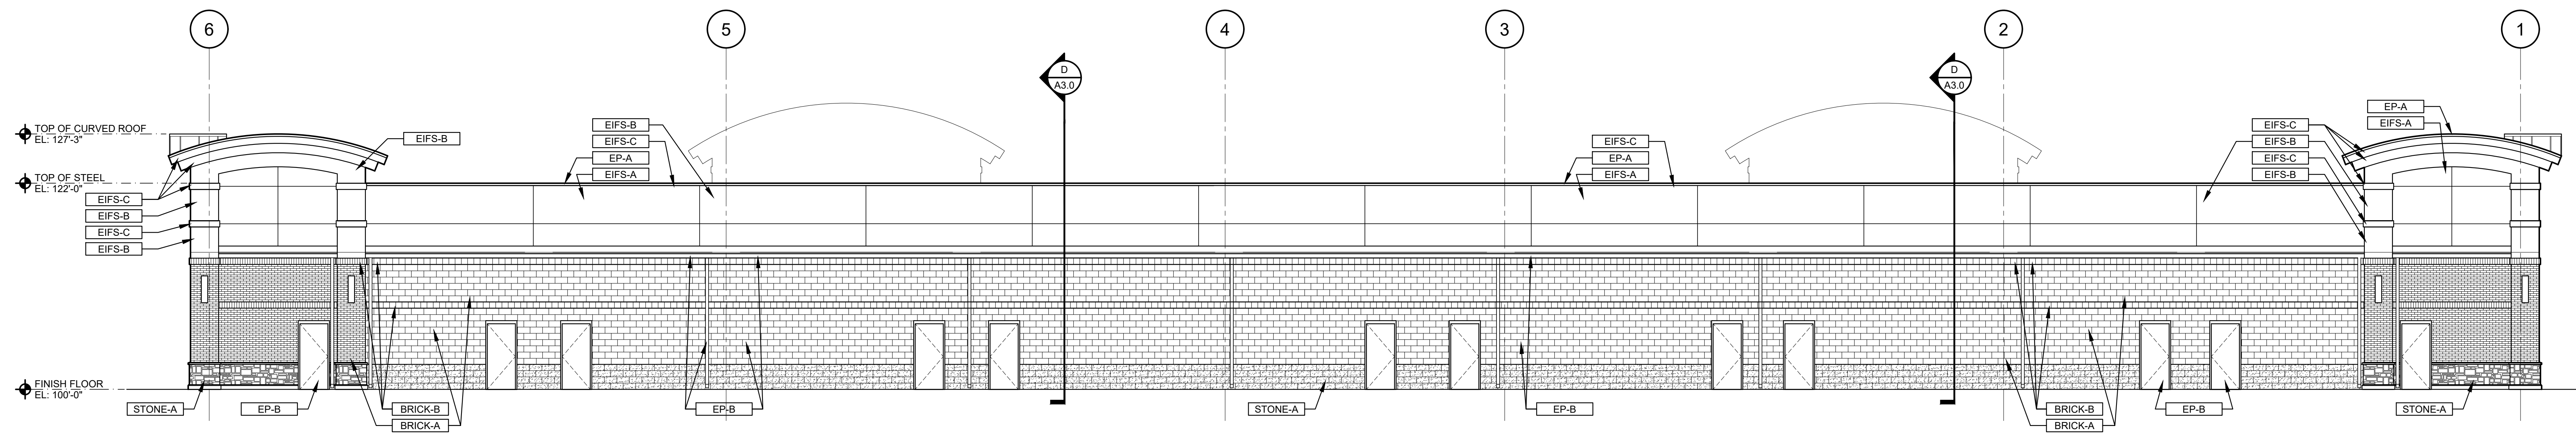 6
5
4
3
2
1
D
A3.0
D
A3.0
TOP OF CURVED ROOF
EL: 127'-3"
TOP OF STEEL
EL: 122'-0"
EIFS-C
EIFS-B
EIFS-C
EIFS-B
EIFS-B
EIFS-B
EIFS-C
EP-A
EIFS-A
EIFS-C
EP-A
EIFS-A
EIFS-C
EIFS-B
EIFS-C
EIFS-B
EP-A
EIFS-A
FINISH FLOOR
EL: 100'-0"
STONE-A
EP-B
BRICK-B
BRICK-A
EP-B
STONE-A
EP-B
BRICK-B
BRICK-A
EP-B
STONE-A